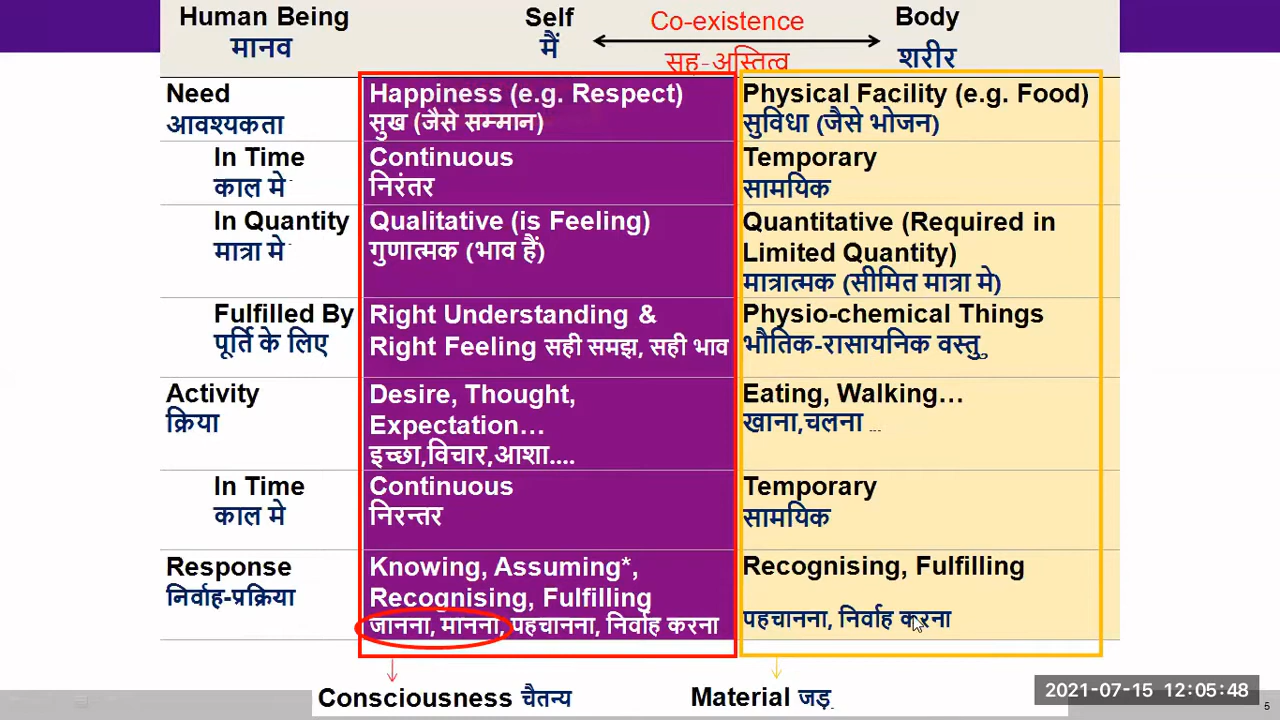 Human Being Self Co-existence Body
मानव मैं सह-अस्तित्व शरीर
Need Happiness (e.g. Respect) Physical Facility (e.g. Food)
आवश्यकता सुख (जैसे सम्मान) सुविधा (जैसे भोजन)
In Time Continuous Temporary
काल मे निरंतर सामयिक
In Quantity Qualitative (is Feeling) Quantitative (Required in
मात्रा मे गुणात्मक (भाव हैं) Limited Quantity)
मात्रात्मक (सीमित मात्रा मे)
Fulfilled By Right Understanding & Physio-chemical Things
पूर्ति के लिए Right Feeling सही समझ, सही भाव भौतिक-रासायनिक वस्तु
Activity Desire, Thought, Eating, Walking…
क्रिया Expectation… खाना,चलना ...
इच्छा,विचार,आशा....
In Time Continuous Temporary
काल मे निरन्तर सामयिक
Response Knowing, Assuming*, Recognising, Fulfilling
निर्वाह-प्रक्रिया Recognising, Fulfilling
जानना, मानना, पहचानना, निर्वाह करना पहचानना, निर्वाह करना
Consciousness चैतन्य Material जड़
2021-07-15 12:05:48
5